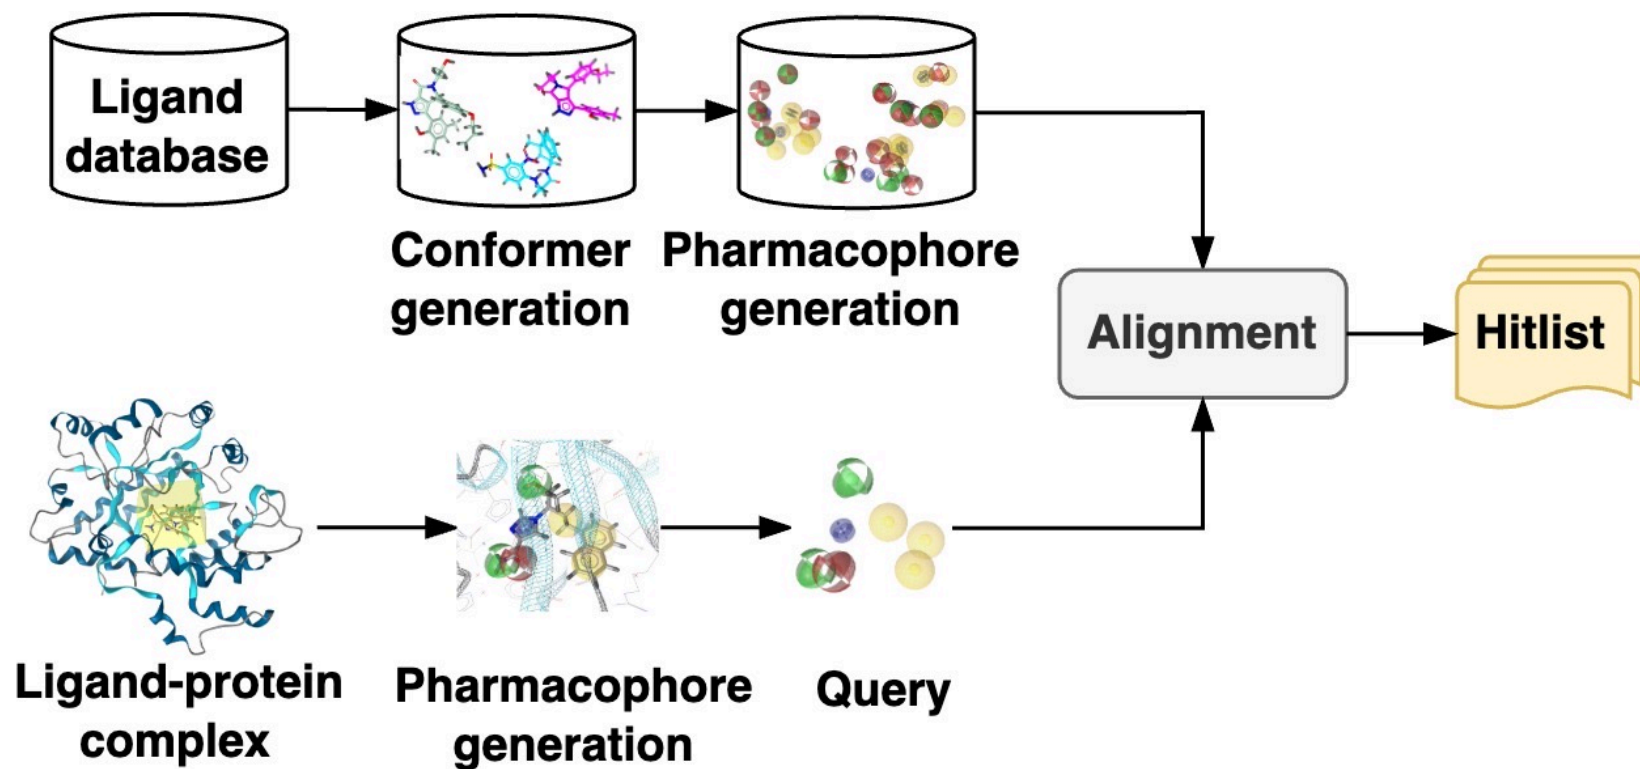 Ligand
database
Conformer
generation
Pharmacophore
generation
Alignment
Hitlist
Ligand-protein
complex
Pharmacophore
generation
Query